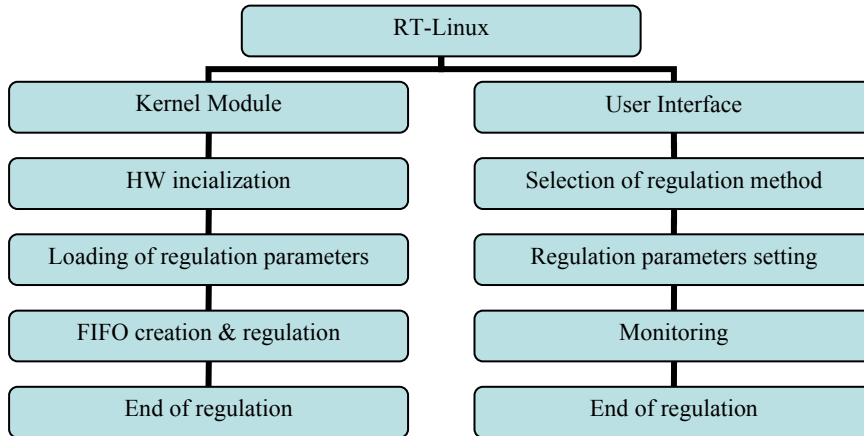 RT-Linux
Kernel Module
HW incialization
Loading of regulation parameters
FIFO creation & regulation
End of regulation
User Interface
Selection of regulation method
Regulation parameters setting
Monitoring
End of regulation